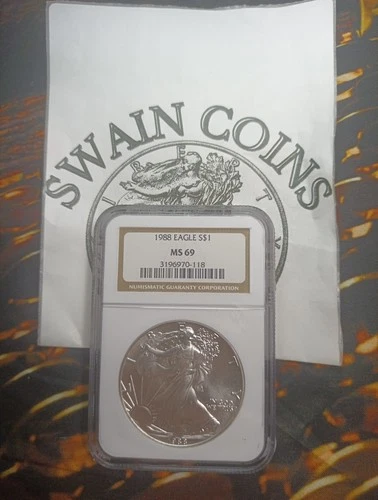 SWAIN COINS
1988 EAGLE S$1
MS 69
3196970-118
NUMISMATIC GUARANTY CORPORATION